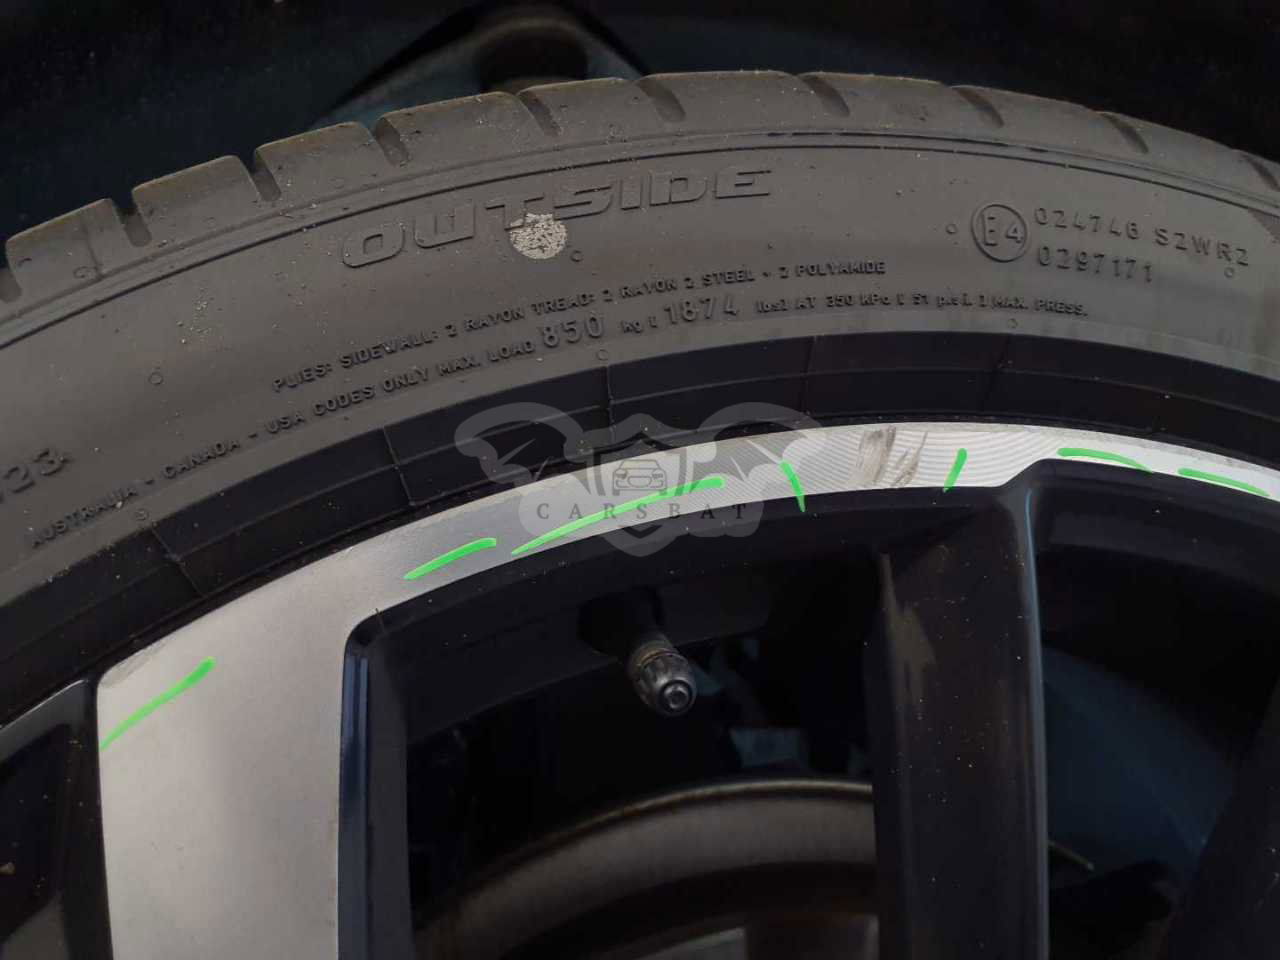 OUTSIDE
E4
024746 S2WR2
0297171
PLIES: SIDEWALL: 2 RAYON TREAD: 2 RAYON 2 STEEL + 2 POLYAMIDE
AUSTRALIA - CANADA - USA CODES ONLY MAX. LOAD 850 kg [ 1874 lbs] AT 350 kPa [ 51 p.s.i. ] MAX. PRESS.
23
CARSBAT